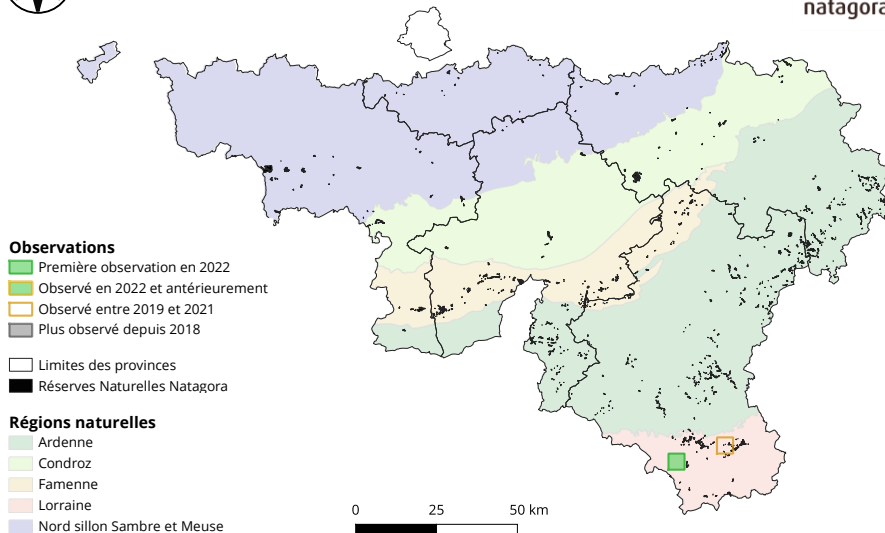 natagora
Observations
Première observation en 2022
Observé en 2022 et antérieurement
Observé entre 2019 et 2021
Plus observé depuis 2018
Limites des provinces
Réserves Naturelles Natagora
Régions naturelles
Ardenne
Condroz
Famenne
Lorraine
Nord sillon Sambre et Meuse
0 25 50 km